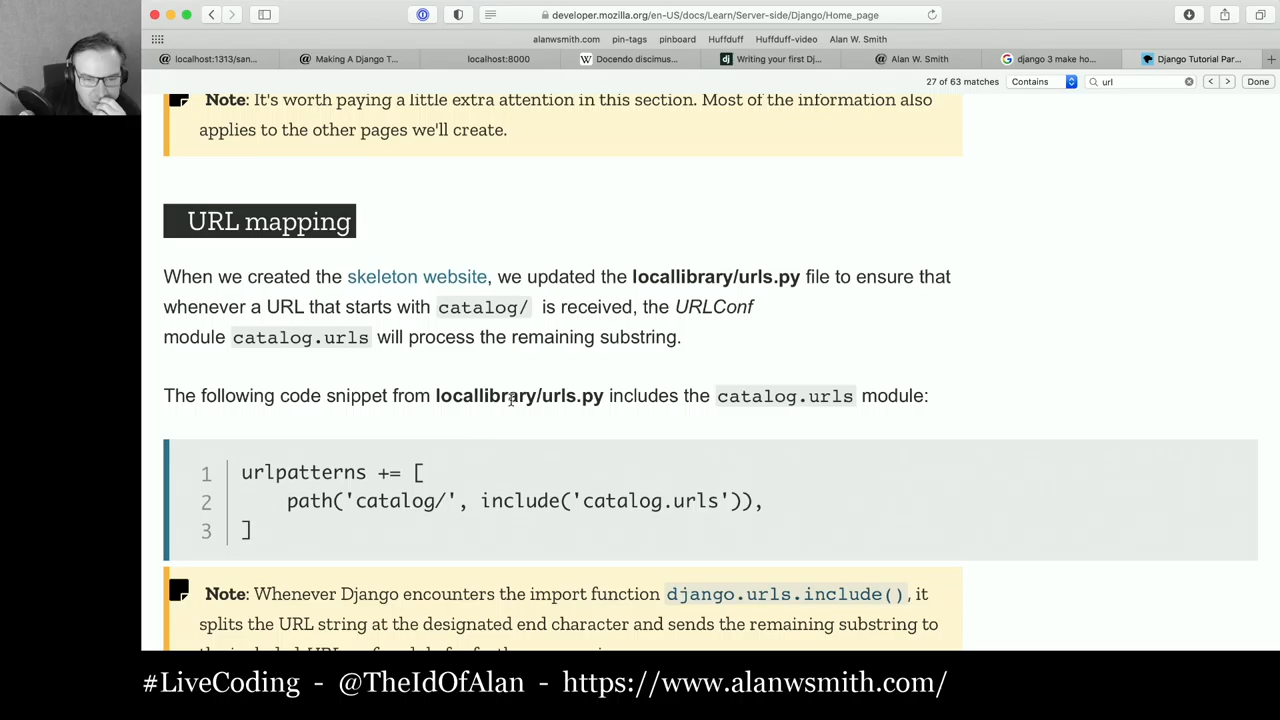 developer.mozilla.org/en-US/docs/Learn/Server-side/Django/Home_page
alanwsmith.com pin-tags pinboard Huffduff Huffduff-video Alan W. Smith
localhost:1313/san... Making A Django T... localhost:8000 Docendo discimus... Writing your first Dj... Alan W. Smith django 3 make ho... Django Tutorial Par...
27 of 63 matches Contains url Done
Note: It's worth paying a little extra attention in this section. Most of the information also
applies to the other pages we'll create.
URL mapping
When we created the skeleton website, we updated the locallibrary/urls.py file to ensure that
whenever a URL that starts with catalog/ is received, the URLConf
module catalog.urls will process the remaining substring.
The following code snippet from locallibrary/urls.py includes the catalog.urls module:
1 urlpatterns += [
2 path('catalog/', include('catalog.urls')),
3 ]
Note: Whenever Django encounters the import function django.urls.include(), it
splits the URL string at the designated end character and sends the remaining substring to
#LiveCoding - @TheIdOfAlan - https://www.alanwsmith.com/